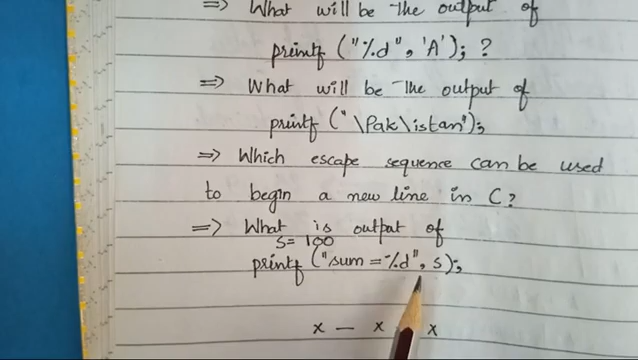 ⇒ What will be the output of
printf ("%d", 'A'); ?
⇒ What will be the output of
printf ("\Pak\istan");
⇒ Which escape sequence can be used
to begin a new line in C?
⇒ What is output of
S = 100
printf ("sum = %d", s);
x — x x